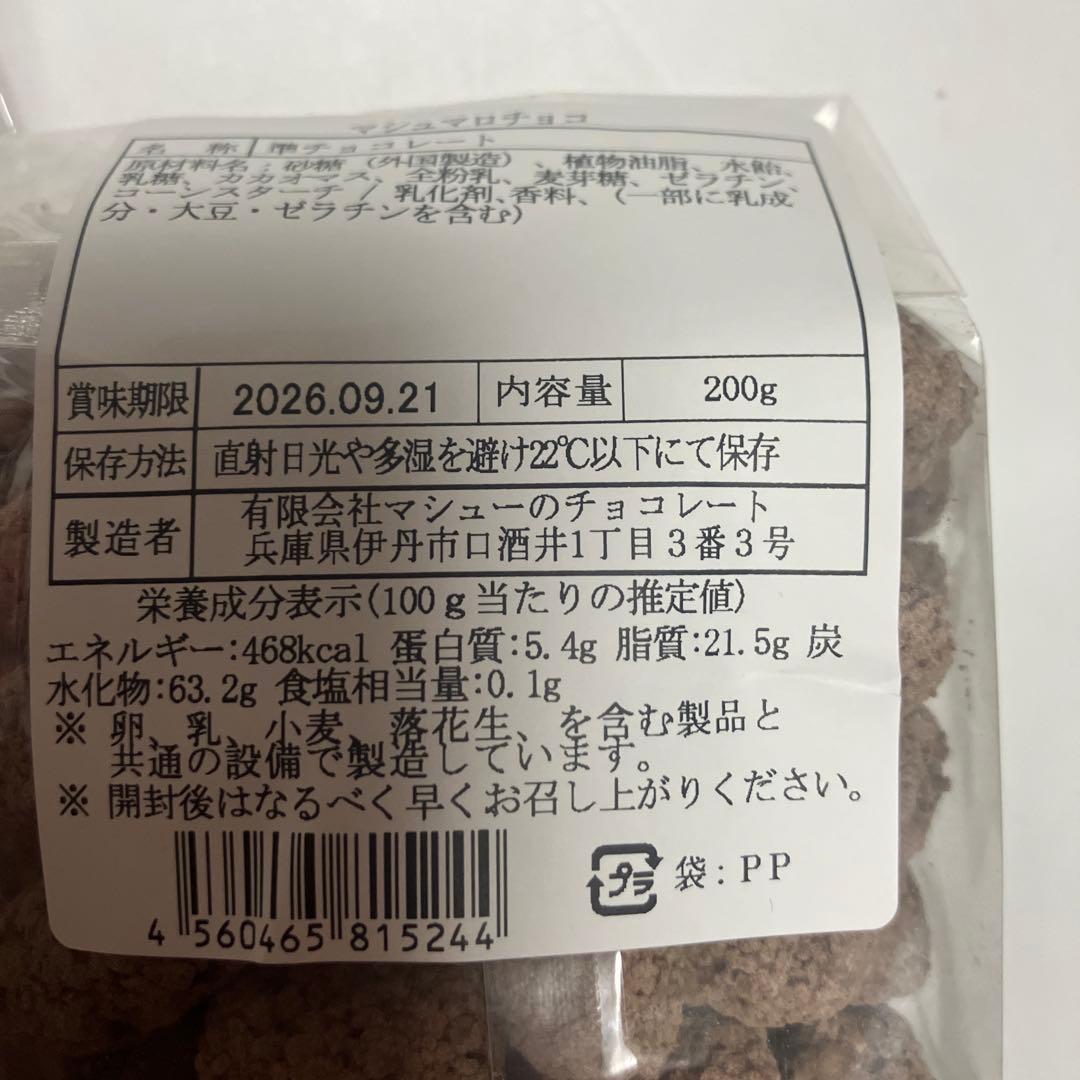 マシュマロチョコ
名 称 準チョコレート
原材料名：砂糖（外国製造）、植物油脂、水飴、
乳糖、カカオマス、全粉乳、麦芽糖、ゼラチン、
コーンスターチ / 乳化剤、香料、（一部に乳成
分・大豆・ゼラチンを含む）
賞味期限 2026.09.21 内容量 200g
保存方法 直射日光や多湿を避け22℃以下にて保存
製造者 有限会社マシューのチョコレート
兵庫県伊丹市口酒井1丁目３番３号
栄養成分表示(100ｇ当たりの推定値)
エネルギー:468kcal 蛋白質:5.4g 脂質:21.5g 炭
水化物:63.2g 食塩相当量:0.1g
※ 卵、乳、小麦、落花生、を含む製品と
共通の設備で製造しています。
※ 開封後はなるべく早くお召し上がりください。
プラ 袋：PP
4 560465 815244